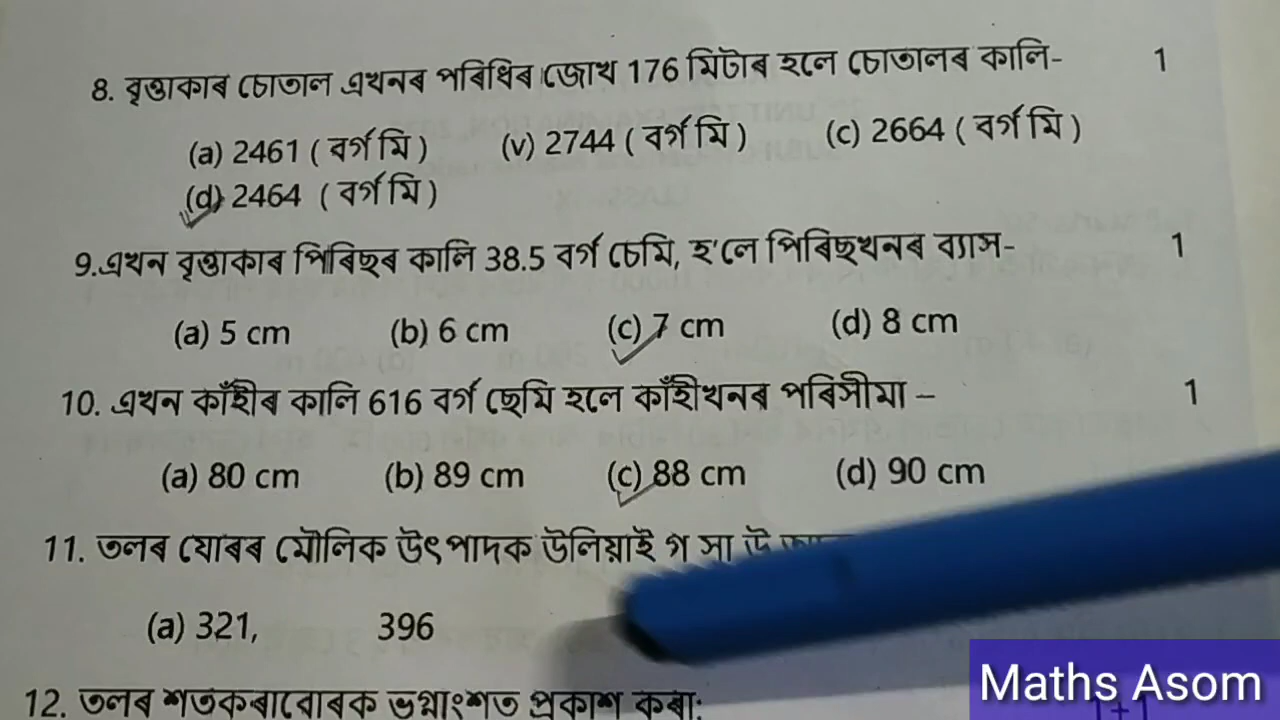 8. বৃত্তাকাৰ চোতাল এখনৰ পৰিধিৰ জোখ 176 মিটাৰ হলে চোতালৰ কালি- 1
(a) 2461 ( বৰ্গ মি ) (v) 2744 ( বৰ্গ মি ) (c) 2664 ( বৰ্গ মি )
(d) 2464 ( বৰ্গ মি )
9.এখন বৃত্তাকাৰ পিৰিছৰ কালি 38.5 বৰ্গ চেমি, হ'লে পিৰিছখনৰ ব্যাস- 1
(a) 5 cm (b) 6 cm (c) 7 cm (d) 8 cm
10. এখন কাঁহীৰ কালি 616 বৰ্গ ছেমি হলে কাঁহীখনৰ পৰিসীমা – 1
(a) 80 cm (b) 89 cm (c) 88 cm (d) 90 cm
11. তলৰ যোৰৰ মৌলিক উৎপাদক উলিয়াই গ সা উ
(a) 321, 396
12. তলৰ শতকৰাবোৰক ভগ্নাংশত প্ৰকাশ কৰা:
Maths Asom